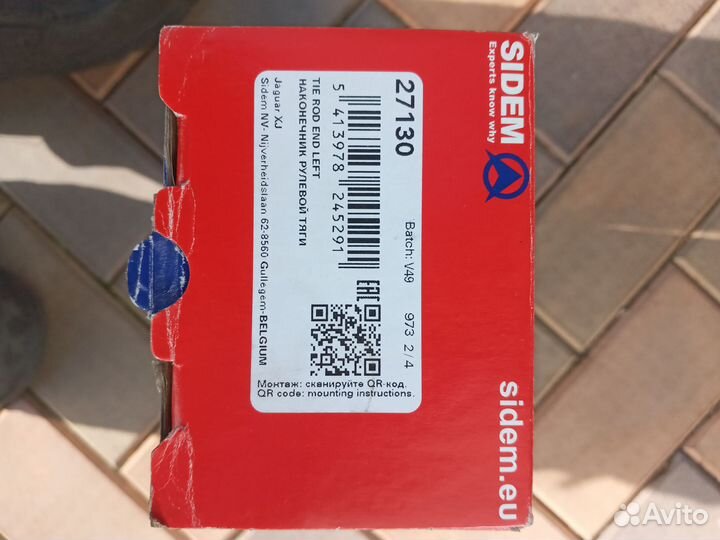 SIDEM
Experts know why
sidem.eu
27130
Batch: V49
973 2/4
5 413978 245291
EAC
TIE ROD END LEFT
НАКОНЕЧНИК РУЛЕВОЙ ТЯГИ
Jaguar XJ
Sidem NV- Nijverheidslaan 62-8560 Gullegem-BELGIUM
Монтаж: сканируйте QR-код.
QR code: mounting instructions.
Avito